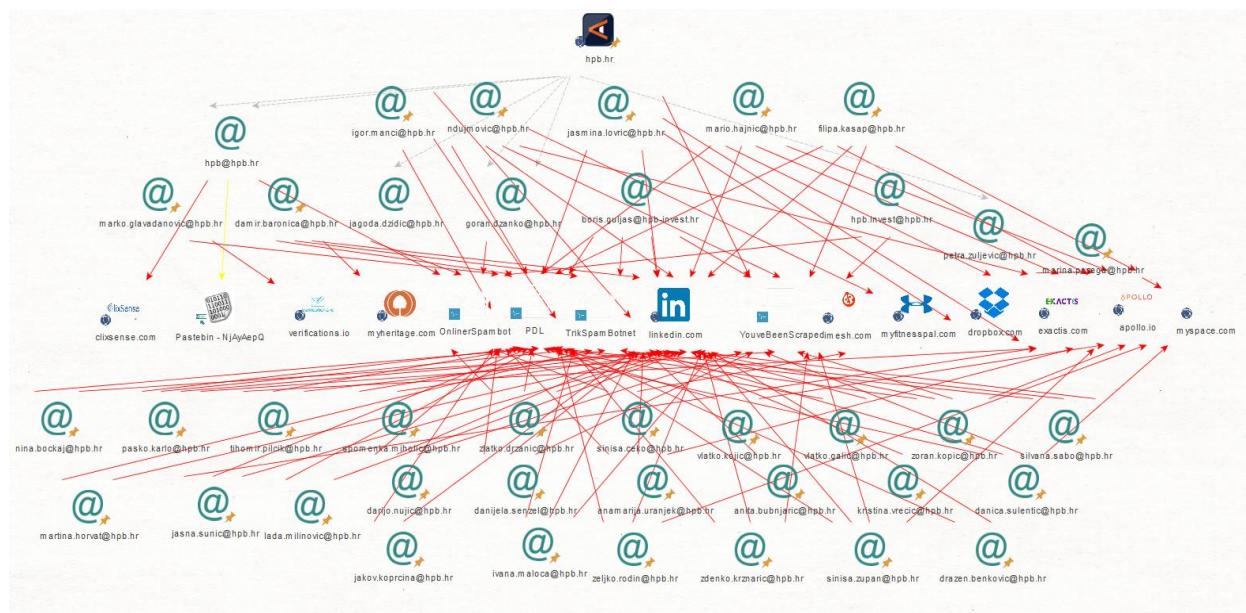 hpb.hr
igor.manci@hpb.hr
ndujmovic@hpb.hr
jasmina.lovric@hpb.hr
mario.hajnic@hpb.hr
filipa.kasap@hpb.hr
hpb@hpb.hr
marko.glavadanovic@hpb.hr
damir.baronica@hpb.hr
jagoda.dzidic@hpb.hr
goran.dzanko@hpb.hr
boris.guljas@hpb-invest.hr
hpb.invest@hpb.hr
petra.zuljevic@hpb.hr
clixsense.com
Pastebin - NjAyAepQ
verifications.io
myheritage.com
OnlinerSpambot
PDL
TrikSpamBotnet
linkedin.com
YouveBeenScraped
imesh.com
myfitnesspal.com
dropbox.com
EXACTIS
exactis.com
APOLLO
apollo.io
myspace.com
nina.bockaj@hpb.hr
pasko.karlo@hpb.hr
tihomir.pilcik@hpb.hr
spomenka.miholic@hpb.hr
zlatko.drzanic@hpb.hr
sinisa.ceko@hpb.hr
vlatko.kojic@hpb.hr
vlatko.galic@hpb.hr
zoran.kopic@hpb.hr
silvana.sabo@hpb.hr
martina.horvat@hpb.hr
jasna.sunic@hpb.hr
lada.milinovic@hpb.hr
darijo.nujic@hpb.hr
danijela.senzel@hpb.hr
anamarija.uranjek@hpb.hr
anita.bubnjaric@hpb.hr
kristina.vrecic@hpb.hr
danica.sulentic@hpb.hr
jakov.koprcina@hpb.hr
ivana.maloca@hpb.hr
zeljko.rodin@hpb.hr
zdenko.krznaric@hpb.hr
sinisa.zupan@hpb.hr
drazen.benkovic@hpb.hr